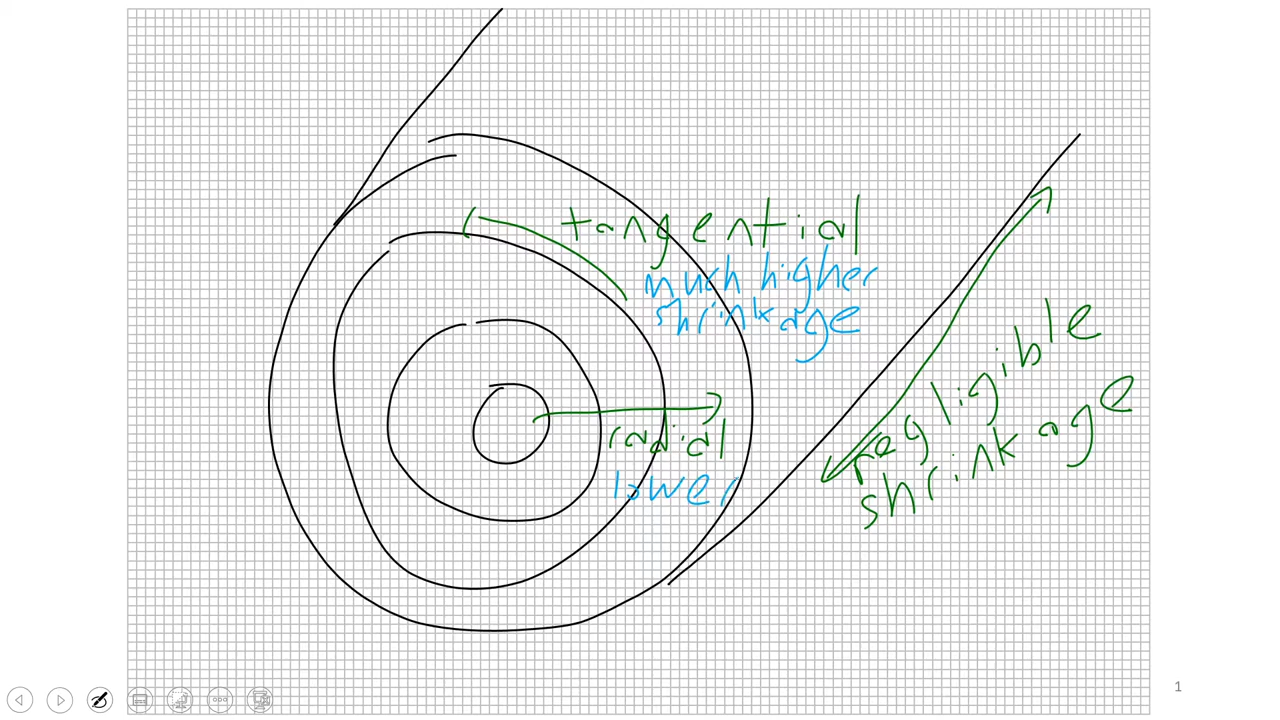 tangential
much higher
shrinkage
radial
lower
negligible
shrinkage
1